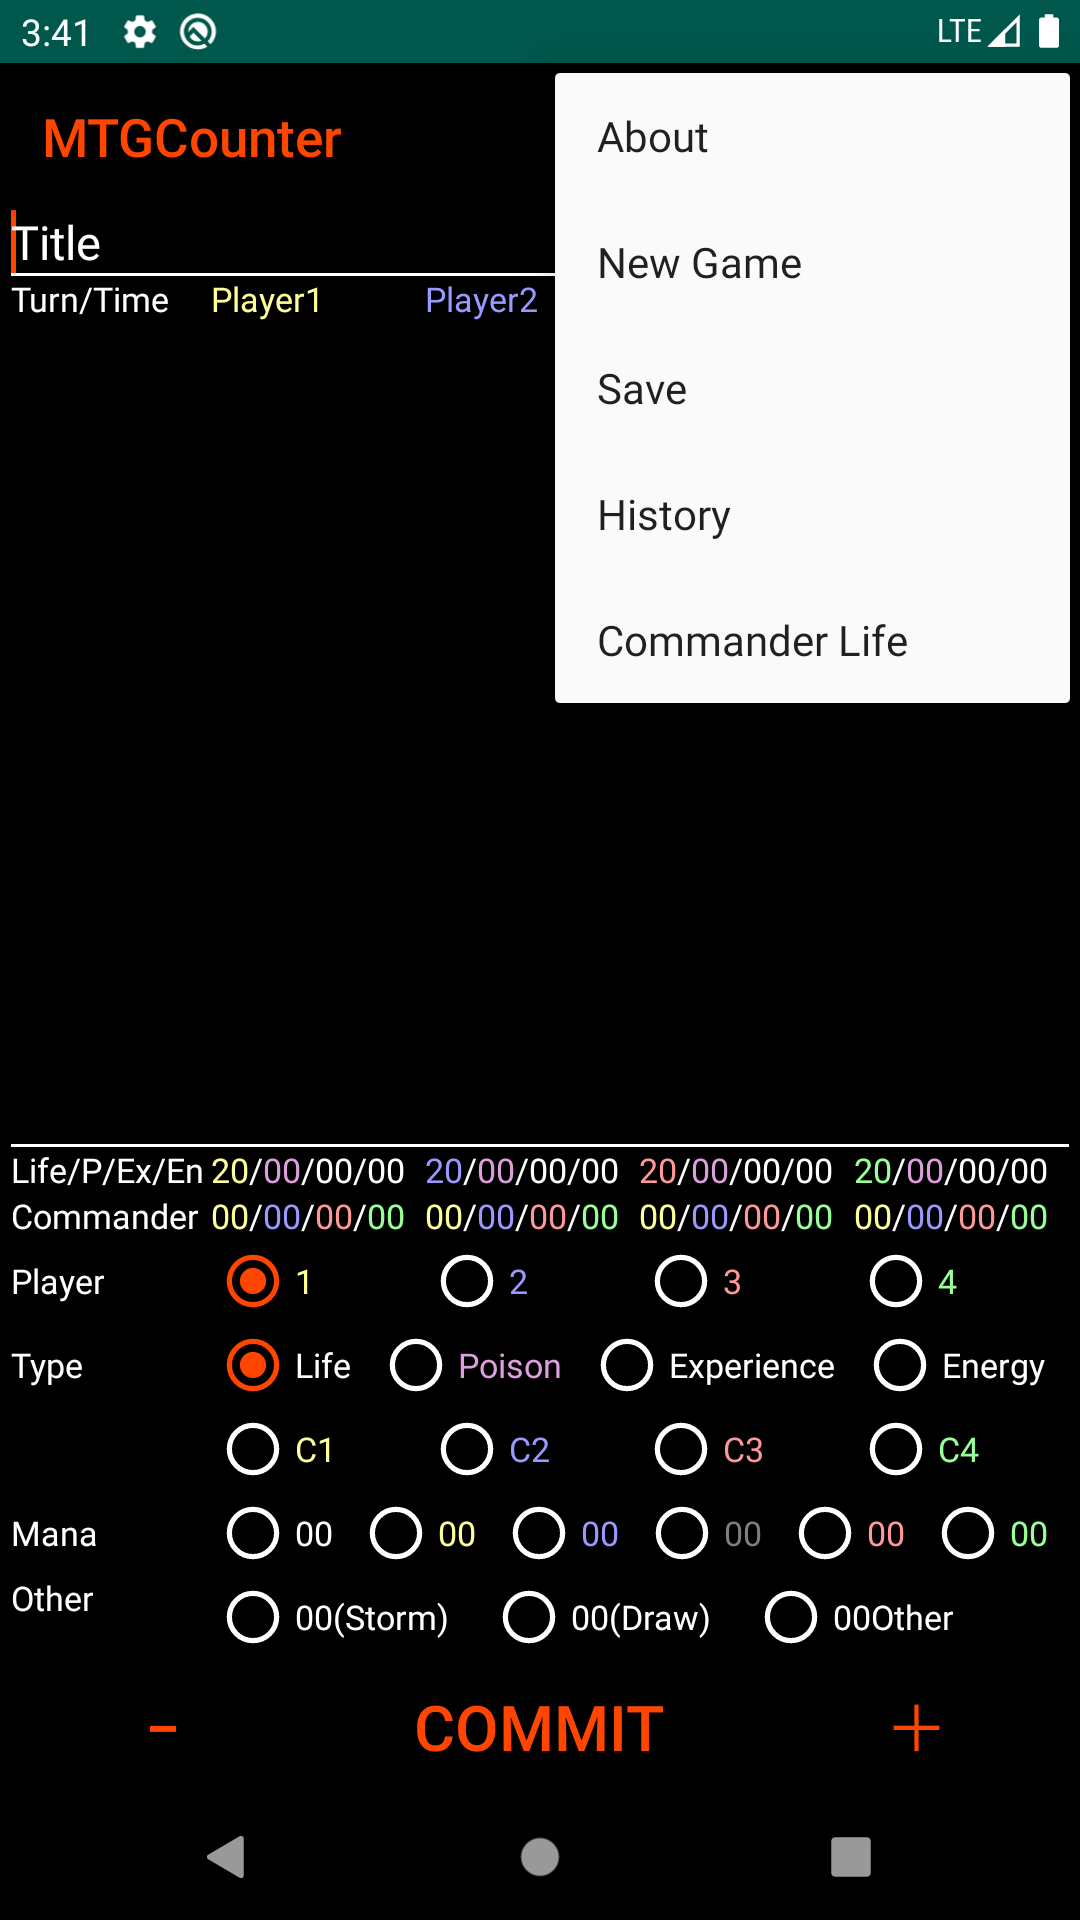 3:41 LTE
MTGCounter
About
New Game
Save
History
Commander Life
Title
Turn/Time Player1 Player2
Life/P/Ex/En 20/00/00/00 20/00/00/00 20/00/00/00 20/00/00/00
Commander 00/00/00/00 00/00/00/00 00/00/00/00 00/00/00/00
Player 1 2 3 4
Type Life Poison Experience Energy
C1 C2 C3 C4
Mana 00 00 00 00 00 00
Other 00(Storm) 00(Draw) 00Other
- COMMIT +